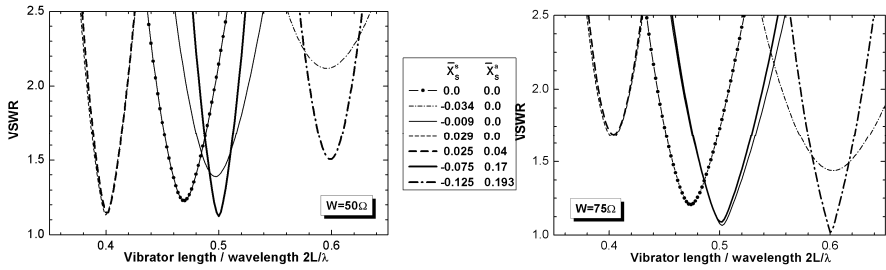 2.5
2.0
1.5
1.0
VSWR
0.4 0.5 0.6
Vibrator length / wavelength 2L/λ
W=50Ω
X̄ₛˢ X̄ₛᵃ
0.0 0.0
-0.034 0.0
-0.009 0.0
0.029 0.0
0.025 0.04
-0.075 0.17
-0.125 0.193
2.5
2.0
1.5
1.0
VSWR
0.4 0.5 0.6
Vibrator length / wavelength 2L/λ
W=75Ω